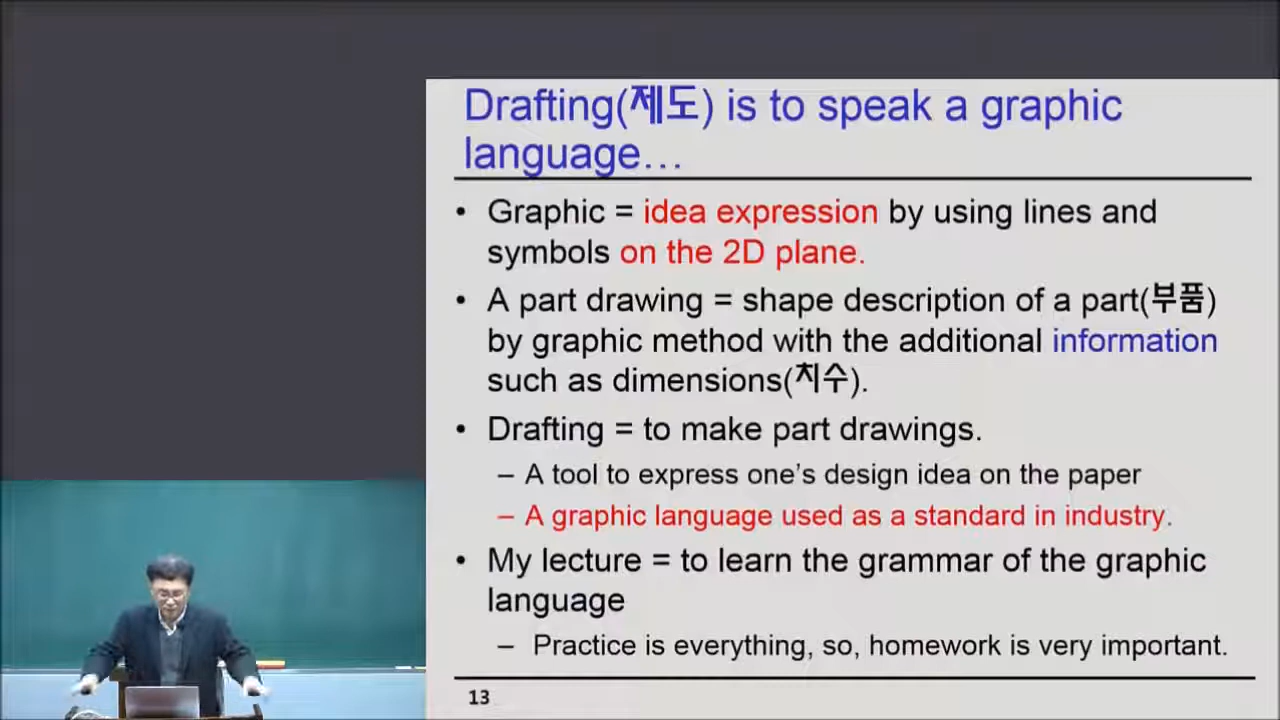 Drafting(제도) is to speak a graphic
language…
• Graphic = idea expression by using lines and
symbols on the 2D plane.
• A part drawing = shape description of a part(부품)
by graphic method with the additional information
such as dimensions(치수).
• Drafting = to make part drawings.
– A tool to express one’s design idea on the paper
– A graphic language used as a standard in industry.
• My lecture = to learn the grammar of the graphic
language
– Practice is everything, so, homework is very important.
13